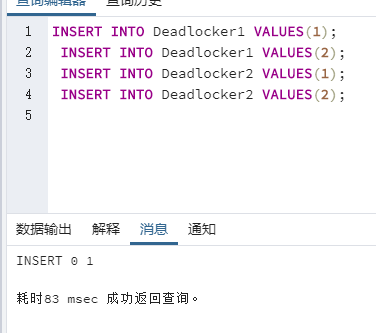 查询编辑器 查询历史
1 INSERT INTO Deadlocker1 VALUES(1);
2 INSERT INTO Deadlocker1 VALUES(2);
3 INSERT INTO Deadlocker2 VALUES(1);
4 INSERT INTO Deadlocker2 VALUES(2);
5
数据输出 解释 消息 通知
INSERT 0 1
耗时83 msec 成功返回查询。